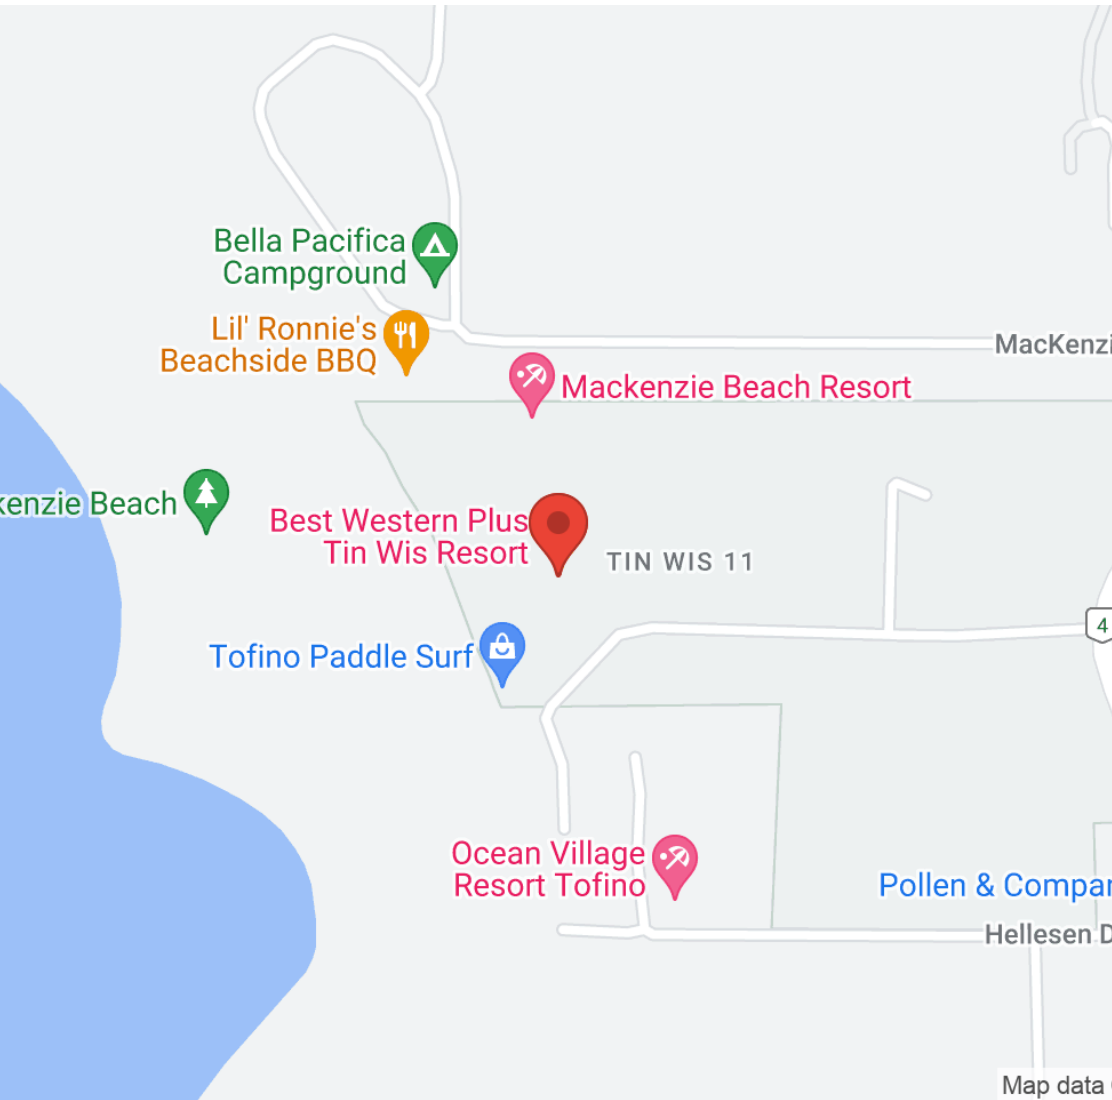 Bella Pacifica
Campground
Lil' Ronnie's
Beachside BBQ
MacKenzi
Mackenzie Beach Resort
kenzie Beach
Best Western Plus
Tin Wis Resort
TIN WIS 11
4
Tofino Paddle Surf
Ocean Village
Resort Tofino
Pollen & Compar
Hellesen D
Map data